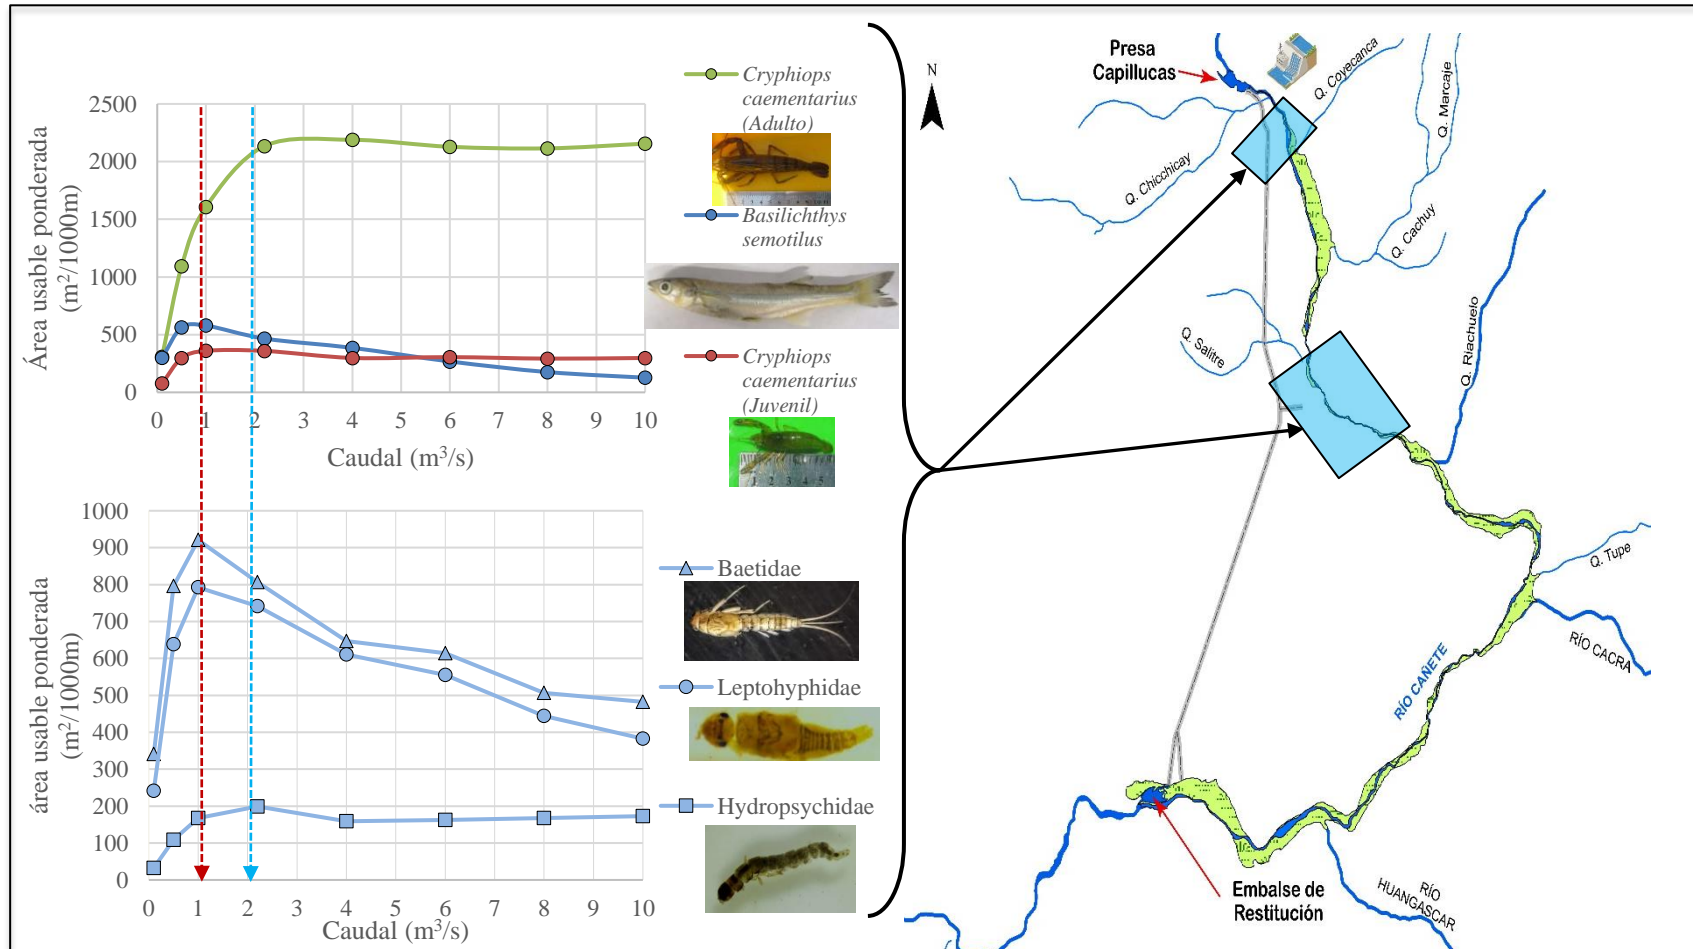 2500
2000
1500
1000
500
0
Área usable ponderada
(m²/1000m)
0 1 2 3 4 5 6 7 8 9 10
Caudal (m³/s)
Cryphiops
caementarius
(Adulto)
Basilichthys
semotilus
Cryphiops
caementarius
(Juvenil)
1000
900
800
700
600
500
400
300
200
100
0
área usable ponderada
(m²/1000m)
0 1 2 4 6 8 10
Caudal (m³/s)
Baetidae
Leptohyphidae
Hydropsychidae
N
Presa
Capillucas
Q. Coyecanca
Q. Marcaje
Q. Chicchicay
Q. Cachuy
Q. Salitre
Q. Riachuelo
Q. Tupe
RÍO CACRA
RÍO CAÑETE
Embalse de
Restitución
RÍO
HUANGASCAR